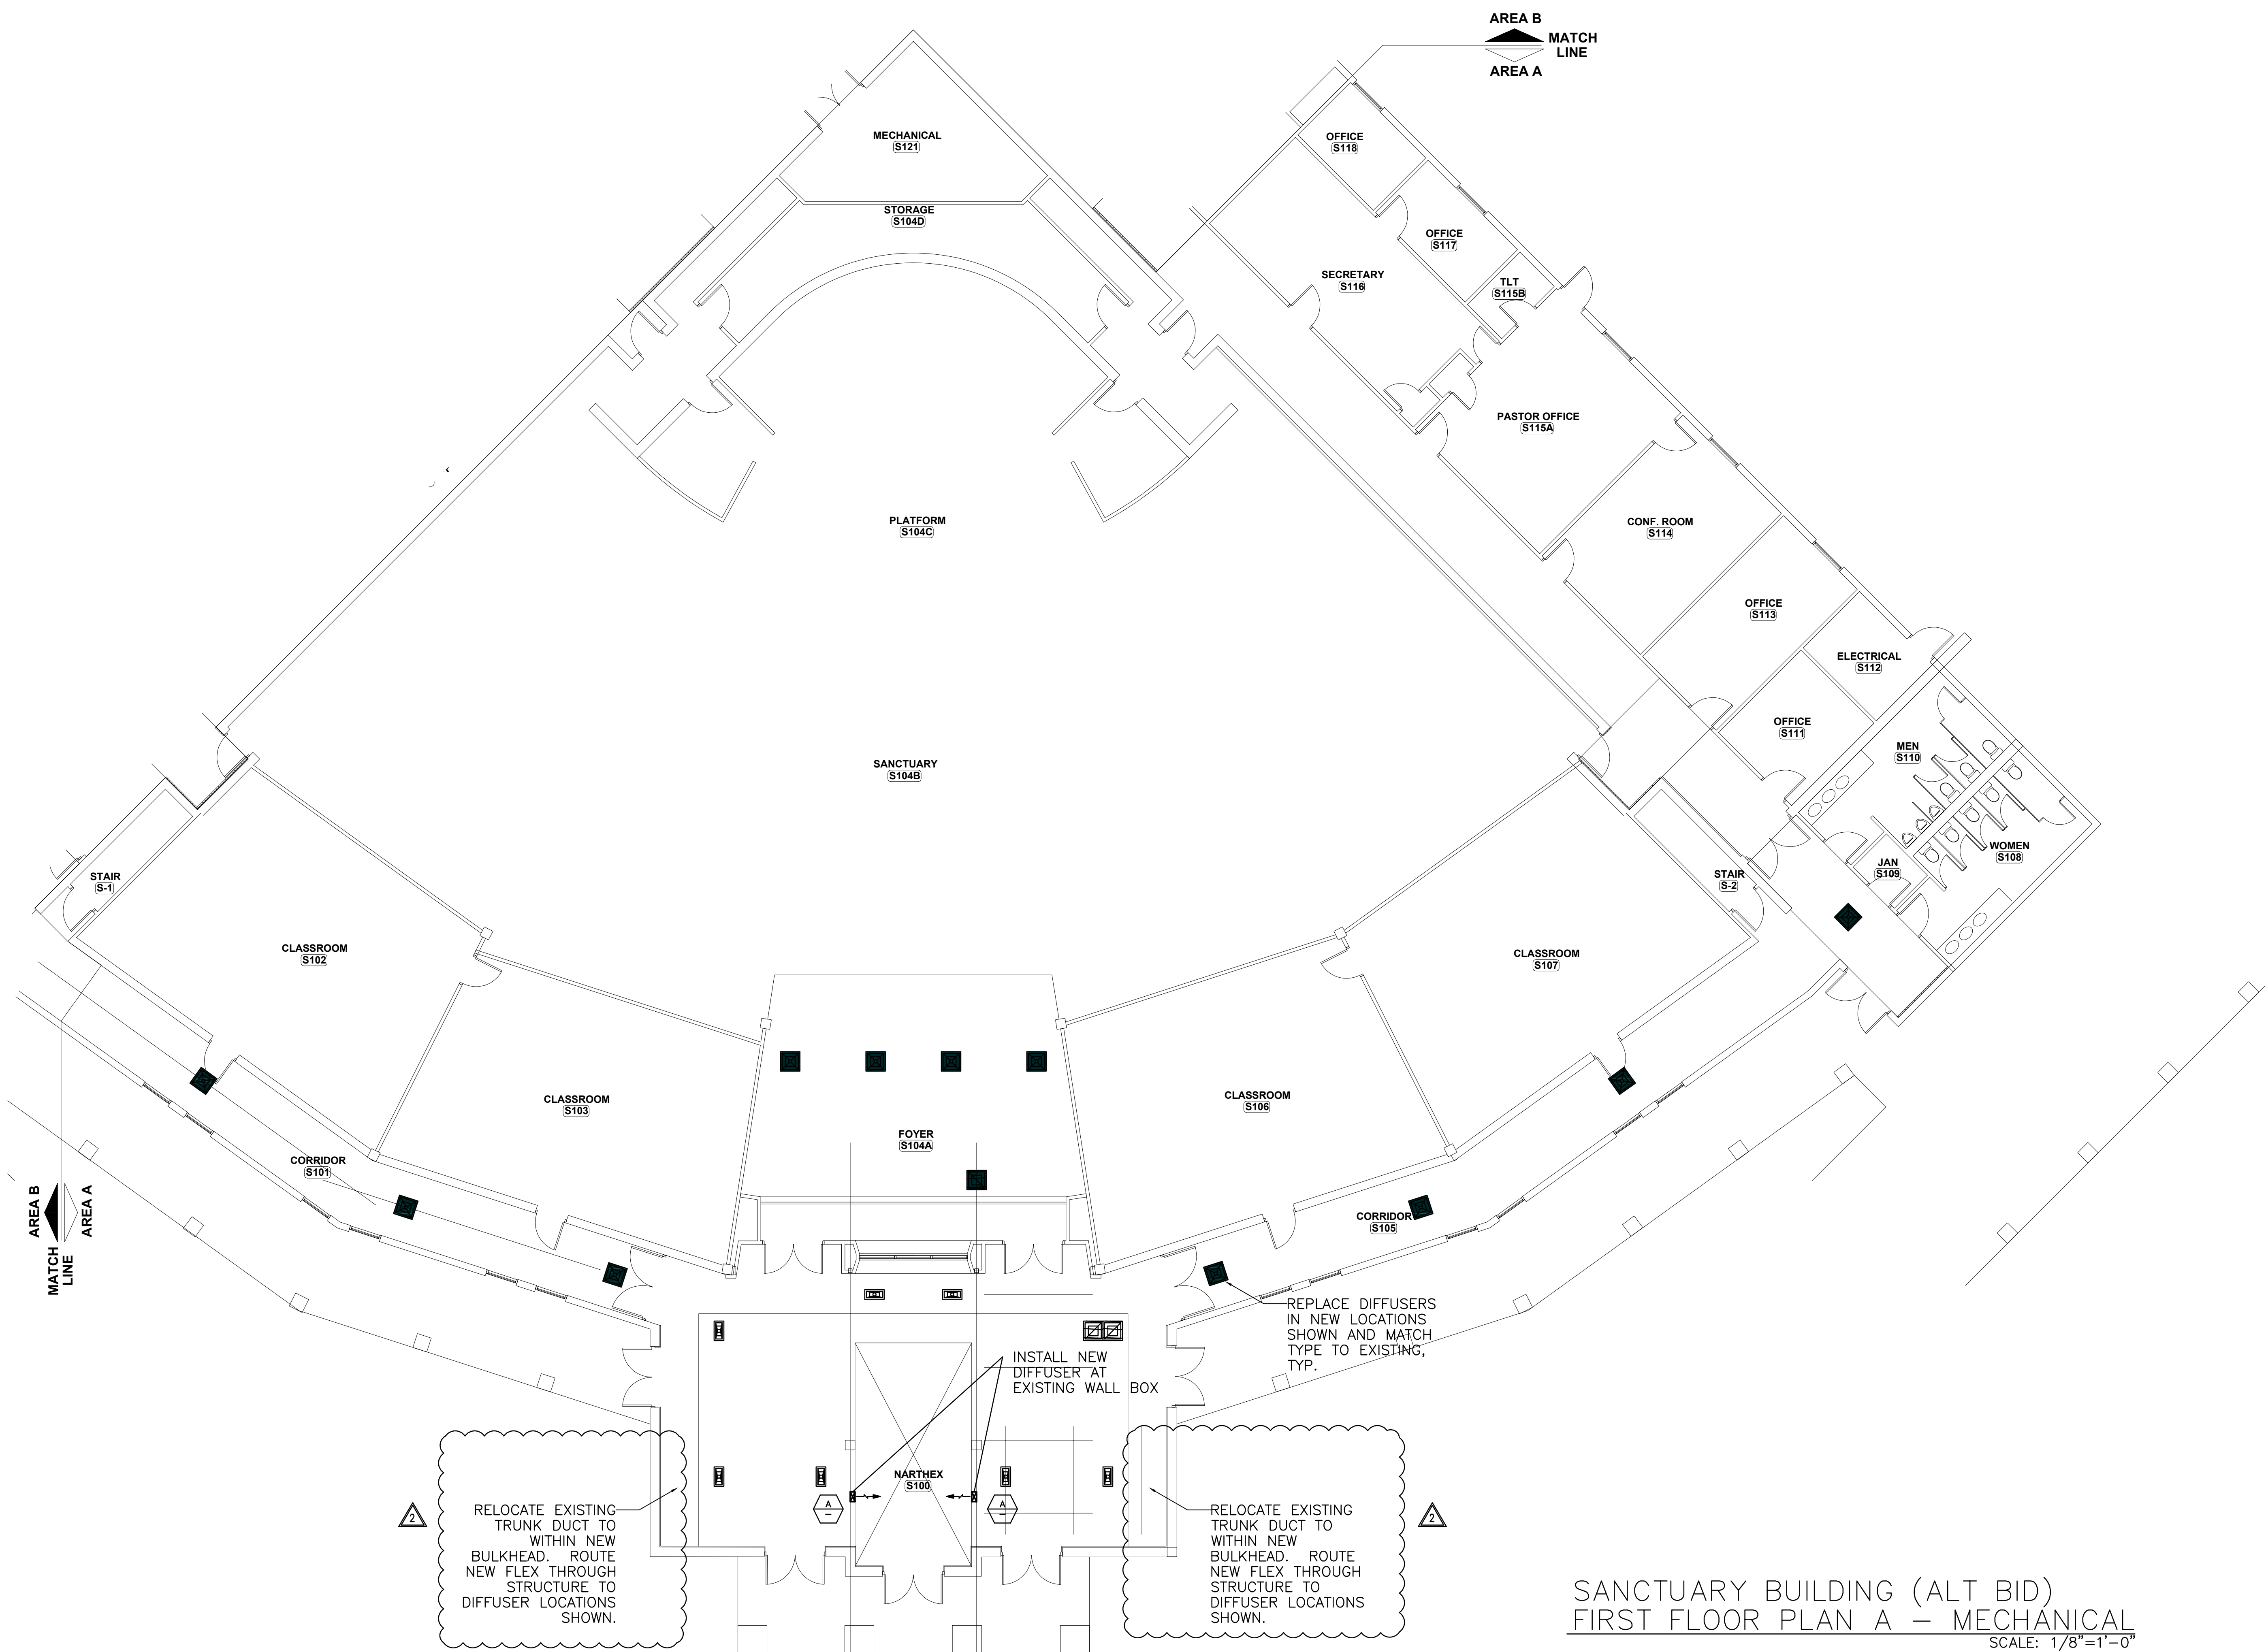 AREA B
MATCH
LINE
AREA A
MECHANICAL
S121
OFFICE
S118
STORAGE
S104D
OFFICE
S117
SECRETARY
S116
TLT
S115B
PASTOR OFFICE
S115A
PLATFORM
S104C
CONF. ROOM
S114
OFFICE
S113
ELECTRICAL
S112
OFFICE
S111
MEN
S110
SANCTUARY
S104B
WOMEN
S108
JAN
S109
STAIR
S-1
STAIR
S-2
CLASSROOM
S102
CLASSROOM
S107
CLASSROOM
S103
CLASSROOM
S106
FOYER
S104A
CORRIDOR
S101
CORRIDOR
S105
AREA B
AREA A
MATCH
LINE
REPLACE DIFFUSERS
IN NEW LOCATIONS
SHOWN AND MATCH
TYPE TO EXISTING,
TYP.
INSTALL NEW
DIFFUSER AT
EXISTING WALL BOX
NARTHEX
S100
A
–
A
–
2
RELOCATE EXISTING
TRUNK DUCT TO
WITHIN NEW
BULKHEAD. ROUTE
NEW FLEX THROUGH
STRUCTURE TO
DIFFUSER LOCATIONS
SHOWN.
RELOCATE EXISTING
TRUNK DUCT TO
WITHIN NEW
BULKHEAD. ROUTE
NEW FLEX THROUGH
STRUCTURE TO
DIFFUSER LOCATIONS
SHOWN.
2
SANCTUARY BUILDING (ALT BID)
FIRST FLOOR PLAN A – MECHANICAL
SCALE: 1/8"=1'-0"